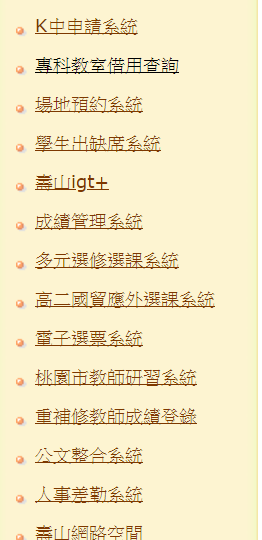 K中申請系統
專科教室借用查詢
場地預約系統
學生出缺席系統
壽山igt+
成績管理系統
多元選修選課系統
高二國貿應外選課系統
電子選票系統
桃園市教師研習系統
重補修教師成績登錄
公文整合系統
人事差勤系統
壽山網路空間